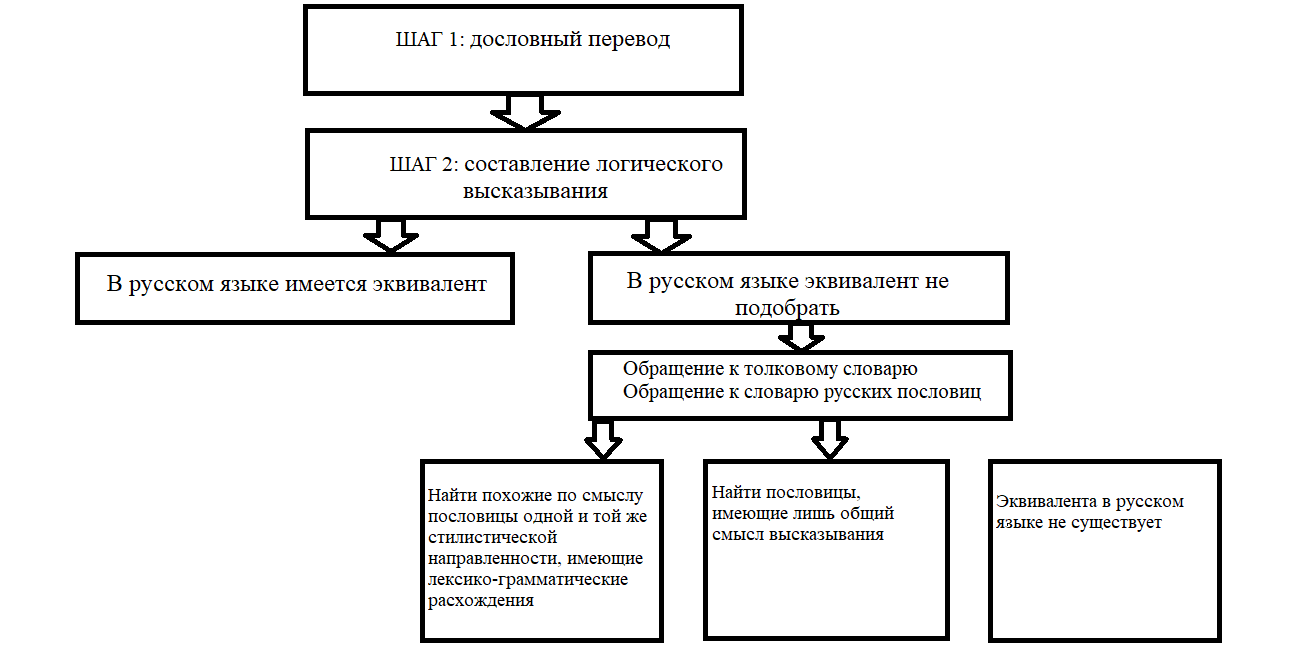 ШАГ 1: дословный перевод
ШАГ 2: составление логического
высказывания
В русском языке имеется эквивалент
В русском языке эквивалент не
подобрать
Обращение к толковому словарю
Обращение к словарю русских пословиц
Найти похожие по смыслу
пословицы одной и той же
стилистической
направленности, имеющие
лексико-грамматические
расхождения
Найти пословицы,
имеющие лишь общий
смысл высказывания
Эквивалента в русском
языке не существует